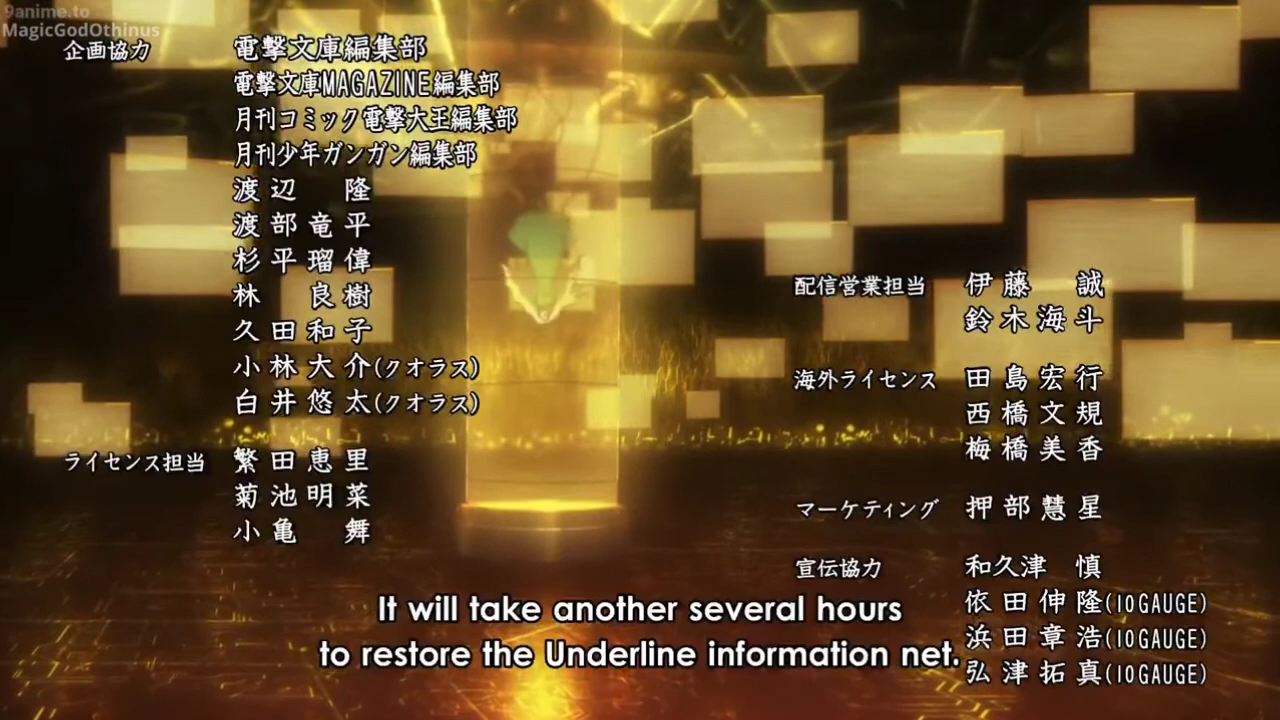 9anime.to
MagicGodOthinus
企画協力
電撃文庫編集部
電撃文庫MAGAZINE編集部
月刊コミック電撃大王編集部
月刊少年ガンガン編集部
渡辺 隆
渡部竜平
杉平瑠偉
林 良樹
久田和子
小林大介(クオラス)
白井悠太(クオラス)
ライセンス担当
繁田恵里
菊池明菜
小亀 舞
配信営業担当
伊藤 誠
鈴木海斗
海外ライセンス
田島宏行
西橋文規
梅橋美香
マーケティング
押部慧星
宣伝協力
和久津 慎
依田伸隆(10GAUGE)
浜田章浩(10GAUGE)
弘津拓真(10GAUGE)
It will take another several hours
to restore the Underline information net.